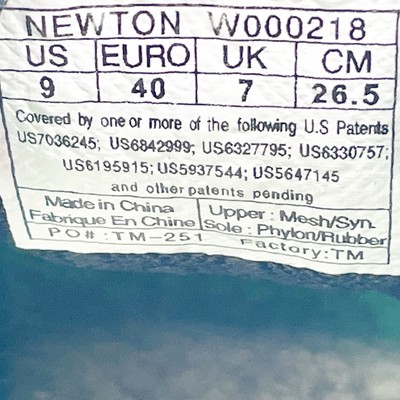 NEWTON W000218
US EURO UK CM
9 40 7 26.5
Covered by one or more of the following U.S Patents
US7036245; US6842999; US6327795; US6330757;
US6195915; US5937544; US5647145
and other patents pending
Made in China Upper : Mesh/Syn.
Fabrique En Chine Sole : Phylon/Rubber
PO# : TM-251 Factory:TM